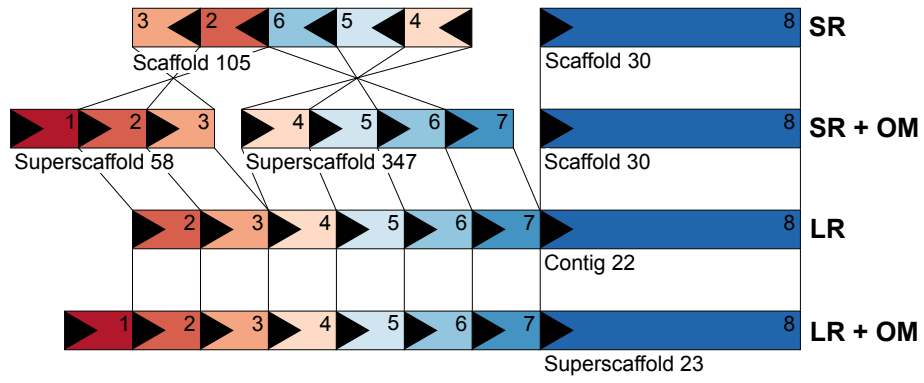 3 2 6 5 4 8 SR
Scaffold 105 Scaffold 30
1 2 3 4 5 6 7 8 SR + OM
Superscaffold 58 Superscaffold 347 Scaffold 30
2 3 4 5 6 7 8 LR
Contig 22
1 2 3 4 5 6 7 8 LR + OM
Superscaffold 23